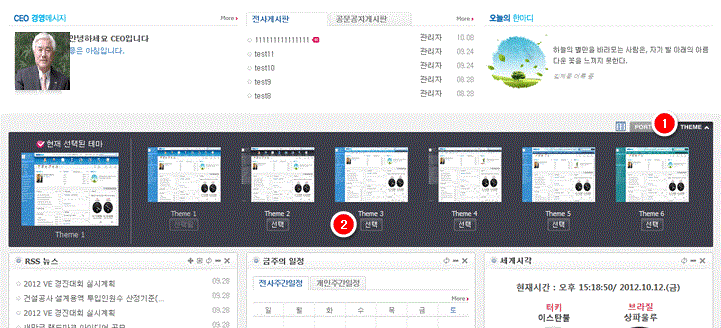 CEO 경영메시지
More
안녕하세요 CEO입니다
좋은 아침입니다.
전사게시판
공문공지게시판
More
11111111111111
관리자
10.08
test11
관리자
09.24
test10
관리자
09.24
test9
관리자
08.28
test8
관리자
08.28
오늘의 한마디
하늘의 별만을 바라보는 사람은, 자기 발 아래의 아름
다운 꽃을 느끼지 못한다.
PORT
1
THEME
현재 선택된 테마
Theme 1
Theme 1
Theme 2
선택
2
Theme 3
선택
Theme 4
선택
Theme 5
선택
Theme 6
선택
RSS 뉴스
2012 VE 경진대회 실시계획
09.28
건설공사 설계용역 투입인원수 산정기준(...
09.28
2012 VE 경진대회 실시계획
09.28
09.28
금주의 일정
전사주간일정
개인주간일정
More
일 월 화 수 목 금 토
세계시각
현재시간 : 오후 15:18:50/ 2012.10.12.(금)
터키
이스탄불
브라질
상파울루